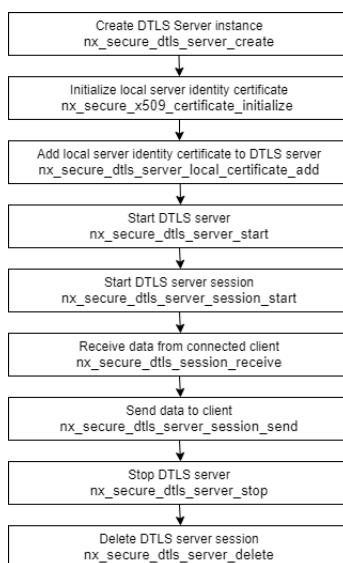 Create DTLS Server instance
nx_secure_dtls_server_create
Initialize local server identity certificate
nx_secure_x509_certificate_initialize
Add local server identity certificate to DTLS server
nx_secure_dtls_server_local_certificate_add
Start DTLS server
nx_secure_dtls_server_start
Start DTLS server session
nx_secure_dtls_server_session_start
Receive data from connected client
nx_secure_dtls_session_receive
Send data to client
nx_secure_dtls_server_session_send
Stop DTLS server
nx_secure_dtls_server_stop
Delete DTLS server session
nx_secure_dtls_server_delete